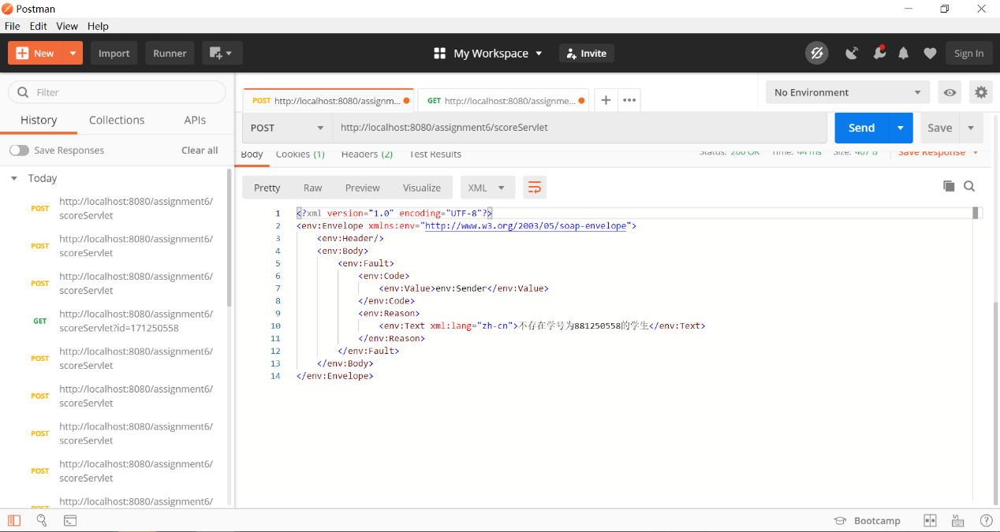 Postman
File Edit View Help
New Import Runner My Workspace Invite Sign In
Filter
History Collections APIs
Save Responses Clear all
Today
POST http://localhost:8080/assignment6/
scoreServlet
POST http://localhost:8080/assignment6/
scoreServlet
POST http://localhost:8080/assignment6/
scoreServlet
GET http://localhost:8080/assignment6/
scoreServlet?id=171250558
POST http://localhost:8080/assignment6/
scoreServlet
POST http://localhost:8080/assignment6/
scoreServlet
POST http://localhost:8080/assignment6/
scoreServlet
POST http://localhost:8080/assignment6/
scoreServlet
POST http://localhost:8080/assignment6/
POST http://localhost:8080/assignm... GET http://localhost:8080/assignme... No Environment
POST http://localhost:8080/assignment6/scoreServlet Send Save
Body Cookies (1) Headers (2) Test Results Status: 200 OK Time: 44 ms Size: 407 B Save Response
Pretty Raw Preview Visualize XML
1 <?xml version="1.0" encoding="UTF-8"?>
2 <env:Envelope xmlns:env="http://www.w3.org/2003/05/soap-envelope">
3 <env:Header/>
4 <env:Body>
5 <env:Fault>
6 <env:Code>
7 <env:Value>env:Sender</env:Value>
8 </env:Code>
9 <env:Reason>
10 <env:Text xml:lang="zh-cn">不存在学号为881250558的学生</env:Text>
11 </env:Reason>
12 </env:Fault>
13 </env:Body>
14 </env:Envelope>
Bootcamp